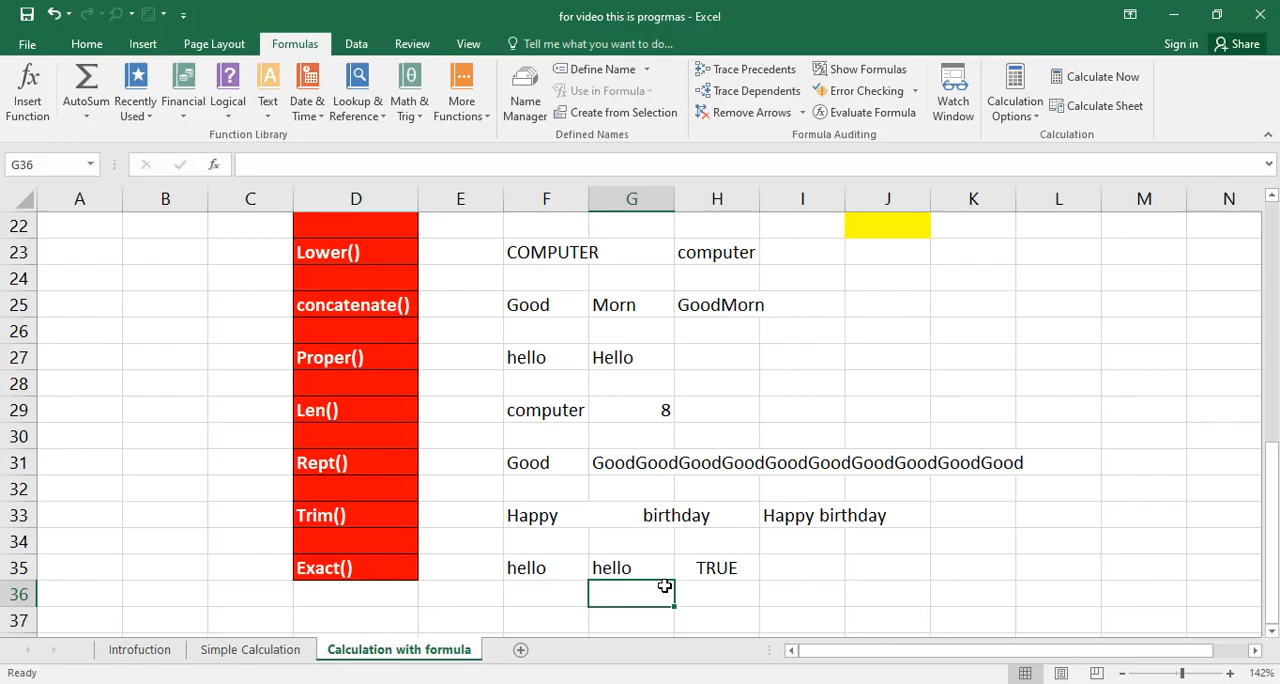 for video this is progrmas - Excel
File Home Insert Page Layout Formulas Data Review View Tell me what you want to do... Sign in Share
Insert Function
AutoSum
Recently Used
Financial
Logical
Text
Date & Time
Lookup & Reference
Math & Trig
More Functions
Function Library
Name Manager
Define Name
Use in Formula
Create from Selection
Defined Names
Trace Precedents
Trace Dependents
Remove Arrows
Show Formulas
Error Checking
Evaluate Formula
Formula Auditing
Watch Window
Calculation Options
Calculate Now
Calculate Sheet
Calculation
G36 fx
A B C D E F G H I J K L M N
22
23 Lower() COMPUTER computer
24
25 concatenate() Good Morn GoodMorn
26
27 Proper() hello Hello
28
29 Len() computer 8
30
31 Rept() Good GoodGoodGoodGoodGoodGoodGoodGoodGoodGood
32
33 Trim() Happy birthday Happy birthday
34
35 Exact() hello hello TRUE
36
37
Introfuction Simple Calculation Calculation with formula
Ready 142%